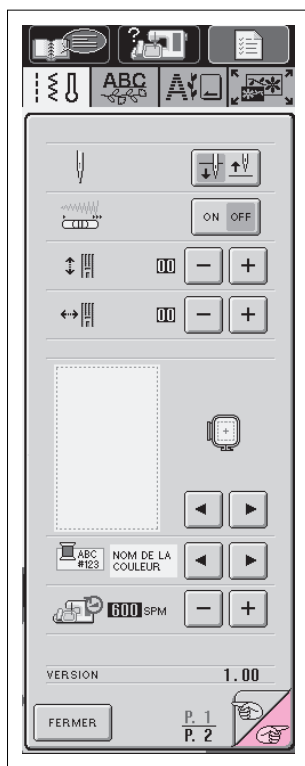 ABC
A
ON OFF
00 − +
00 − +
ABC
#123
NOM DE LA
COULEUR
600 SPM − +
VERSION 1.00
FERMER
P. 1
P. 2